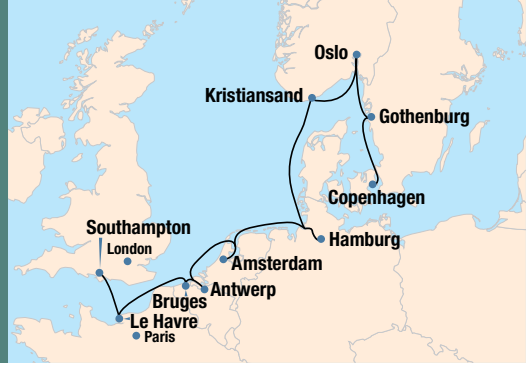 Oslo
Kristiansand
Gothenburg
Copenhagen
Southampton
London
Hamburg
Amsterdam
Antwerp
Bruges
Le Havre
Paris